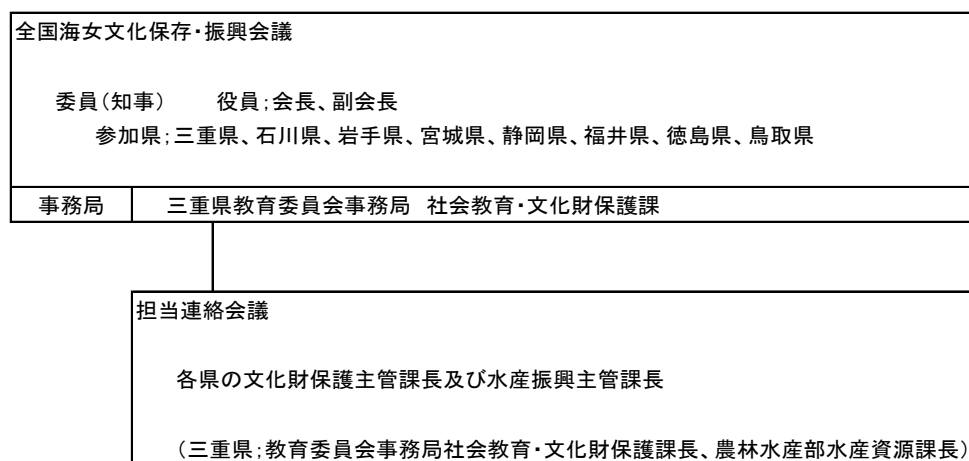 全国海女文化保存・振興会議
委員（知事）　役員；会長、副会長
参加県；三重県、石川県、岩手県、宮城県、静岡県、福井県、徳島県、鳥取県
事務局　三重県教育委員会事務局　社会教育・文化財保護課
担当連絡会議
各県の文化財保護主管課長及び水産振興主管課長
（三重県；教育委員会事務局社会教育・文化財保護課長、農林水産部水産資源課長）